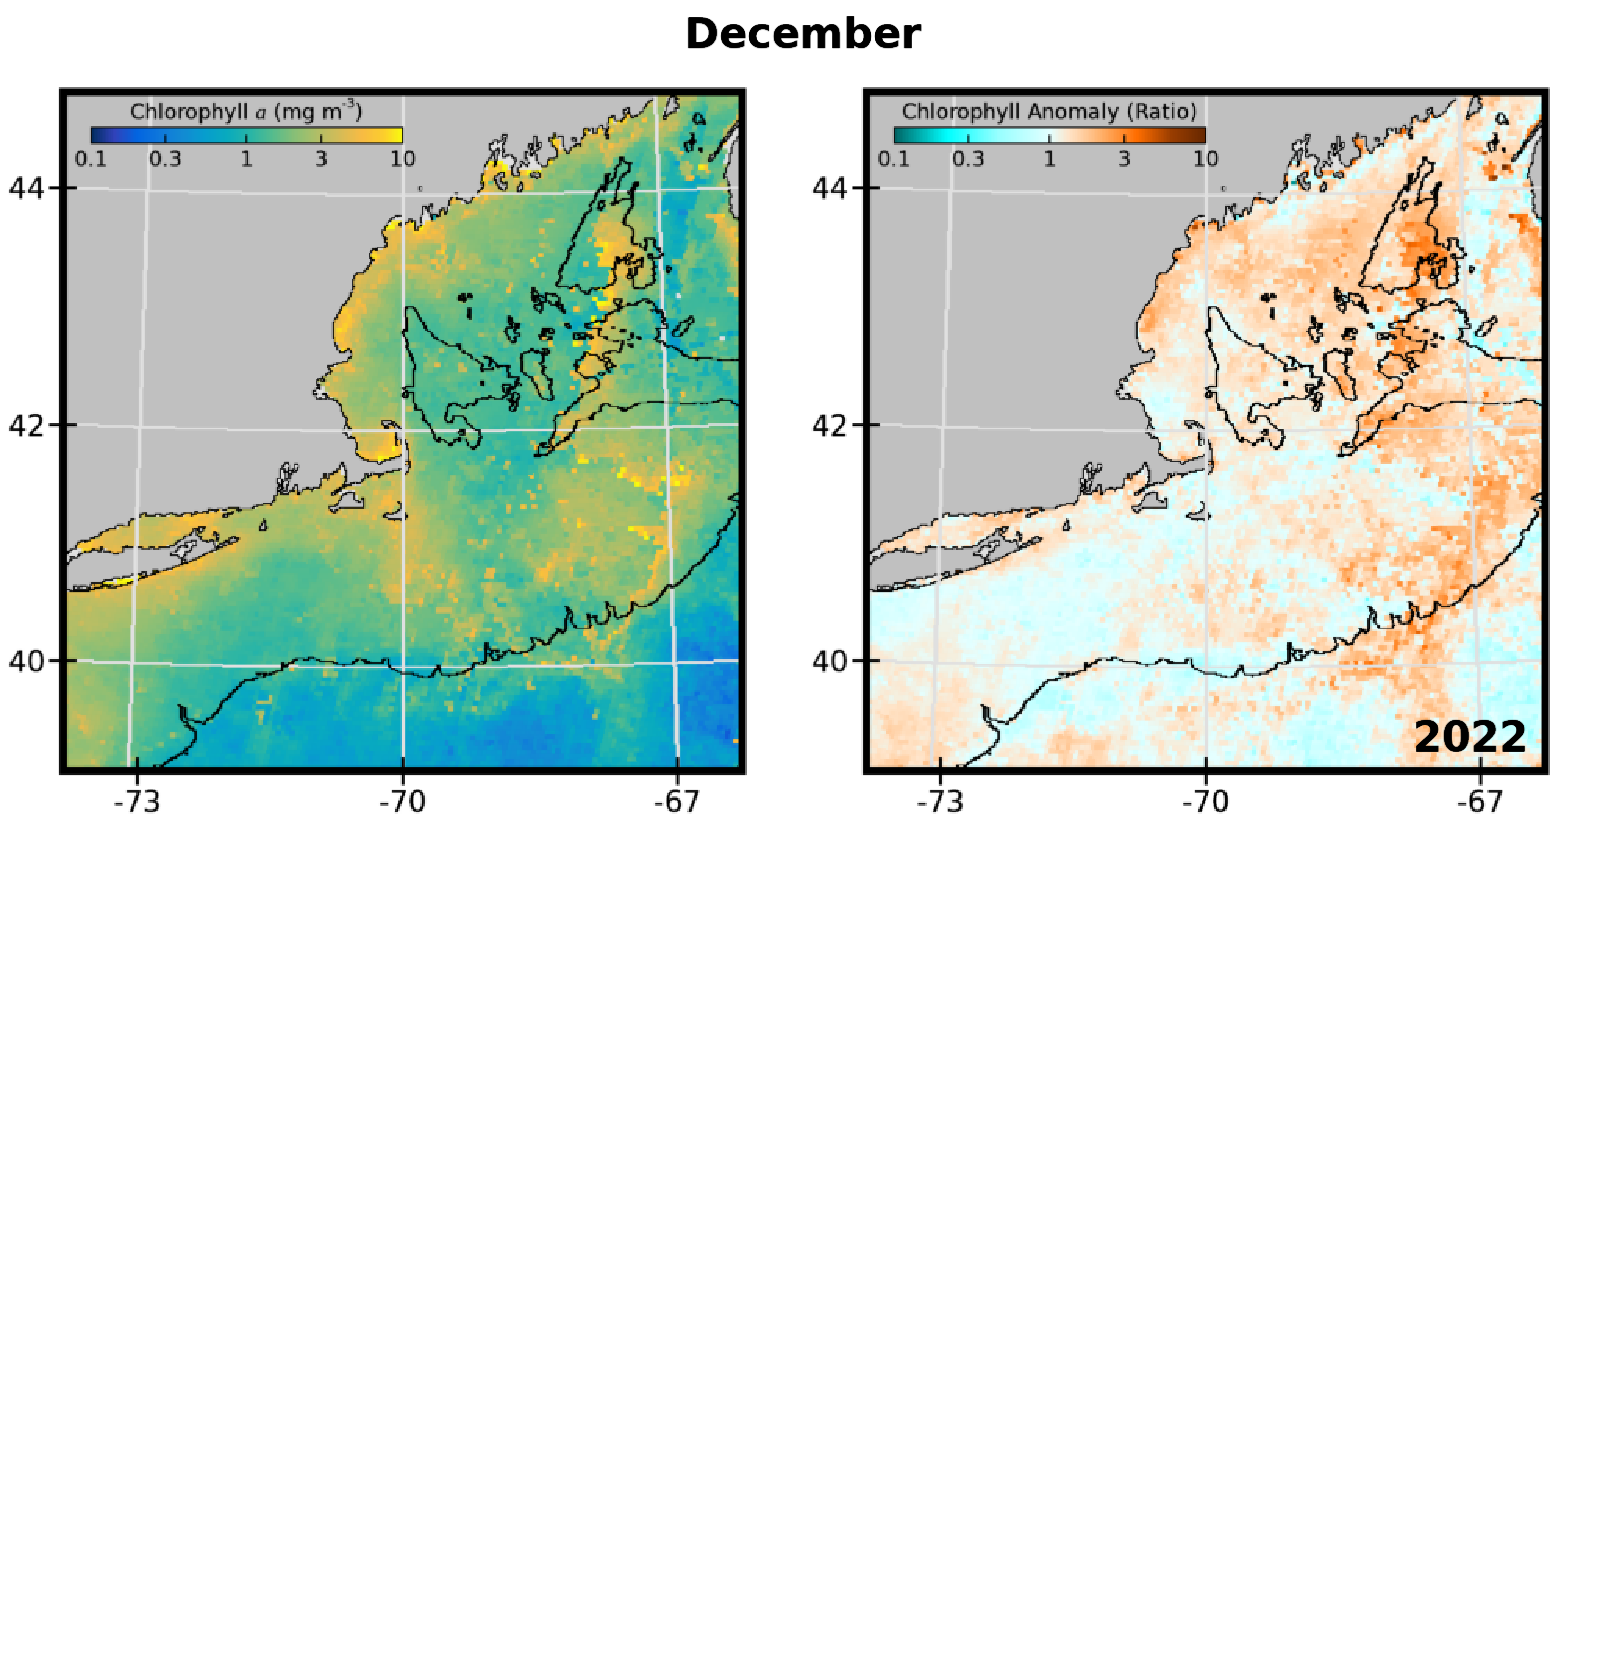 December
Chlorophyll a (mg m-3)
0.1 0.3 1 3 10
44
42
40
-73 -70 -67
Chlorophyll Anomaly (Ratio)
0.1 0.3 1 3 10
44
42
40
2022
-73 -70 -67